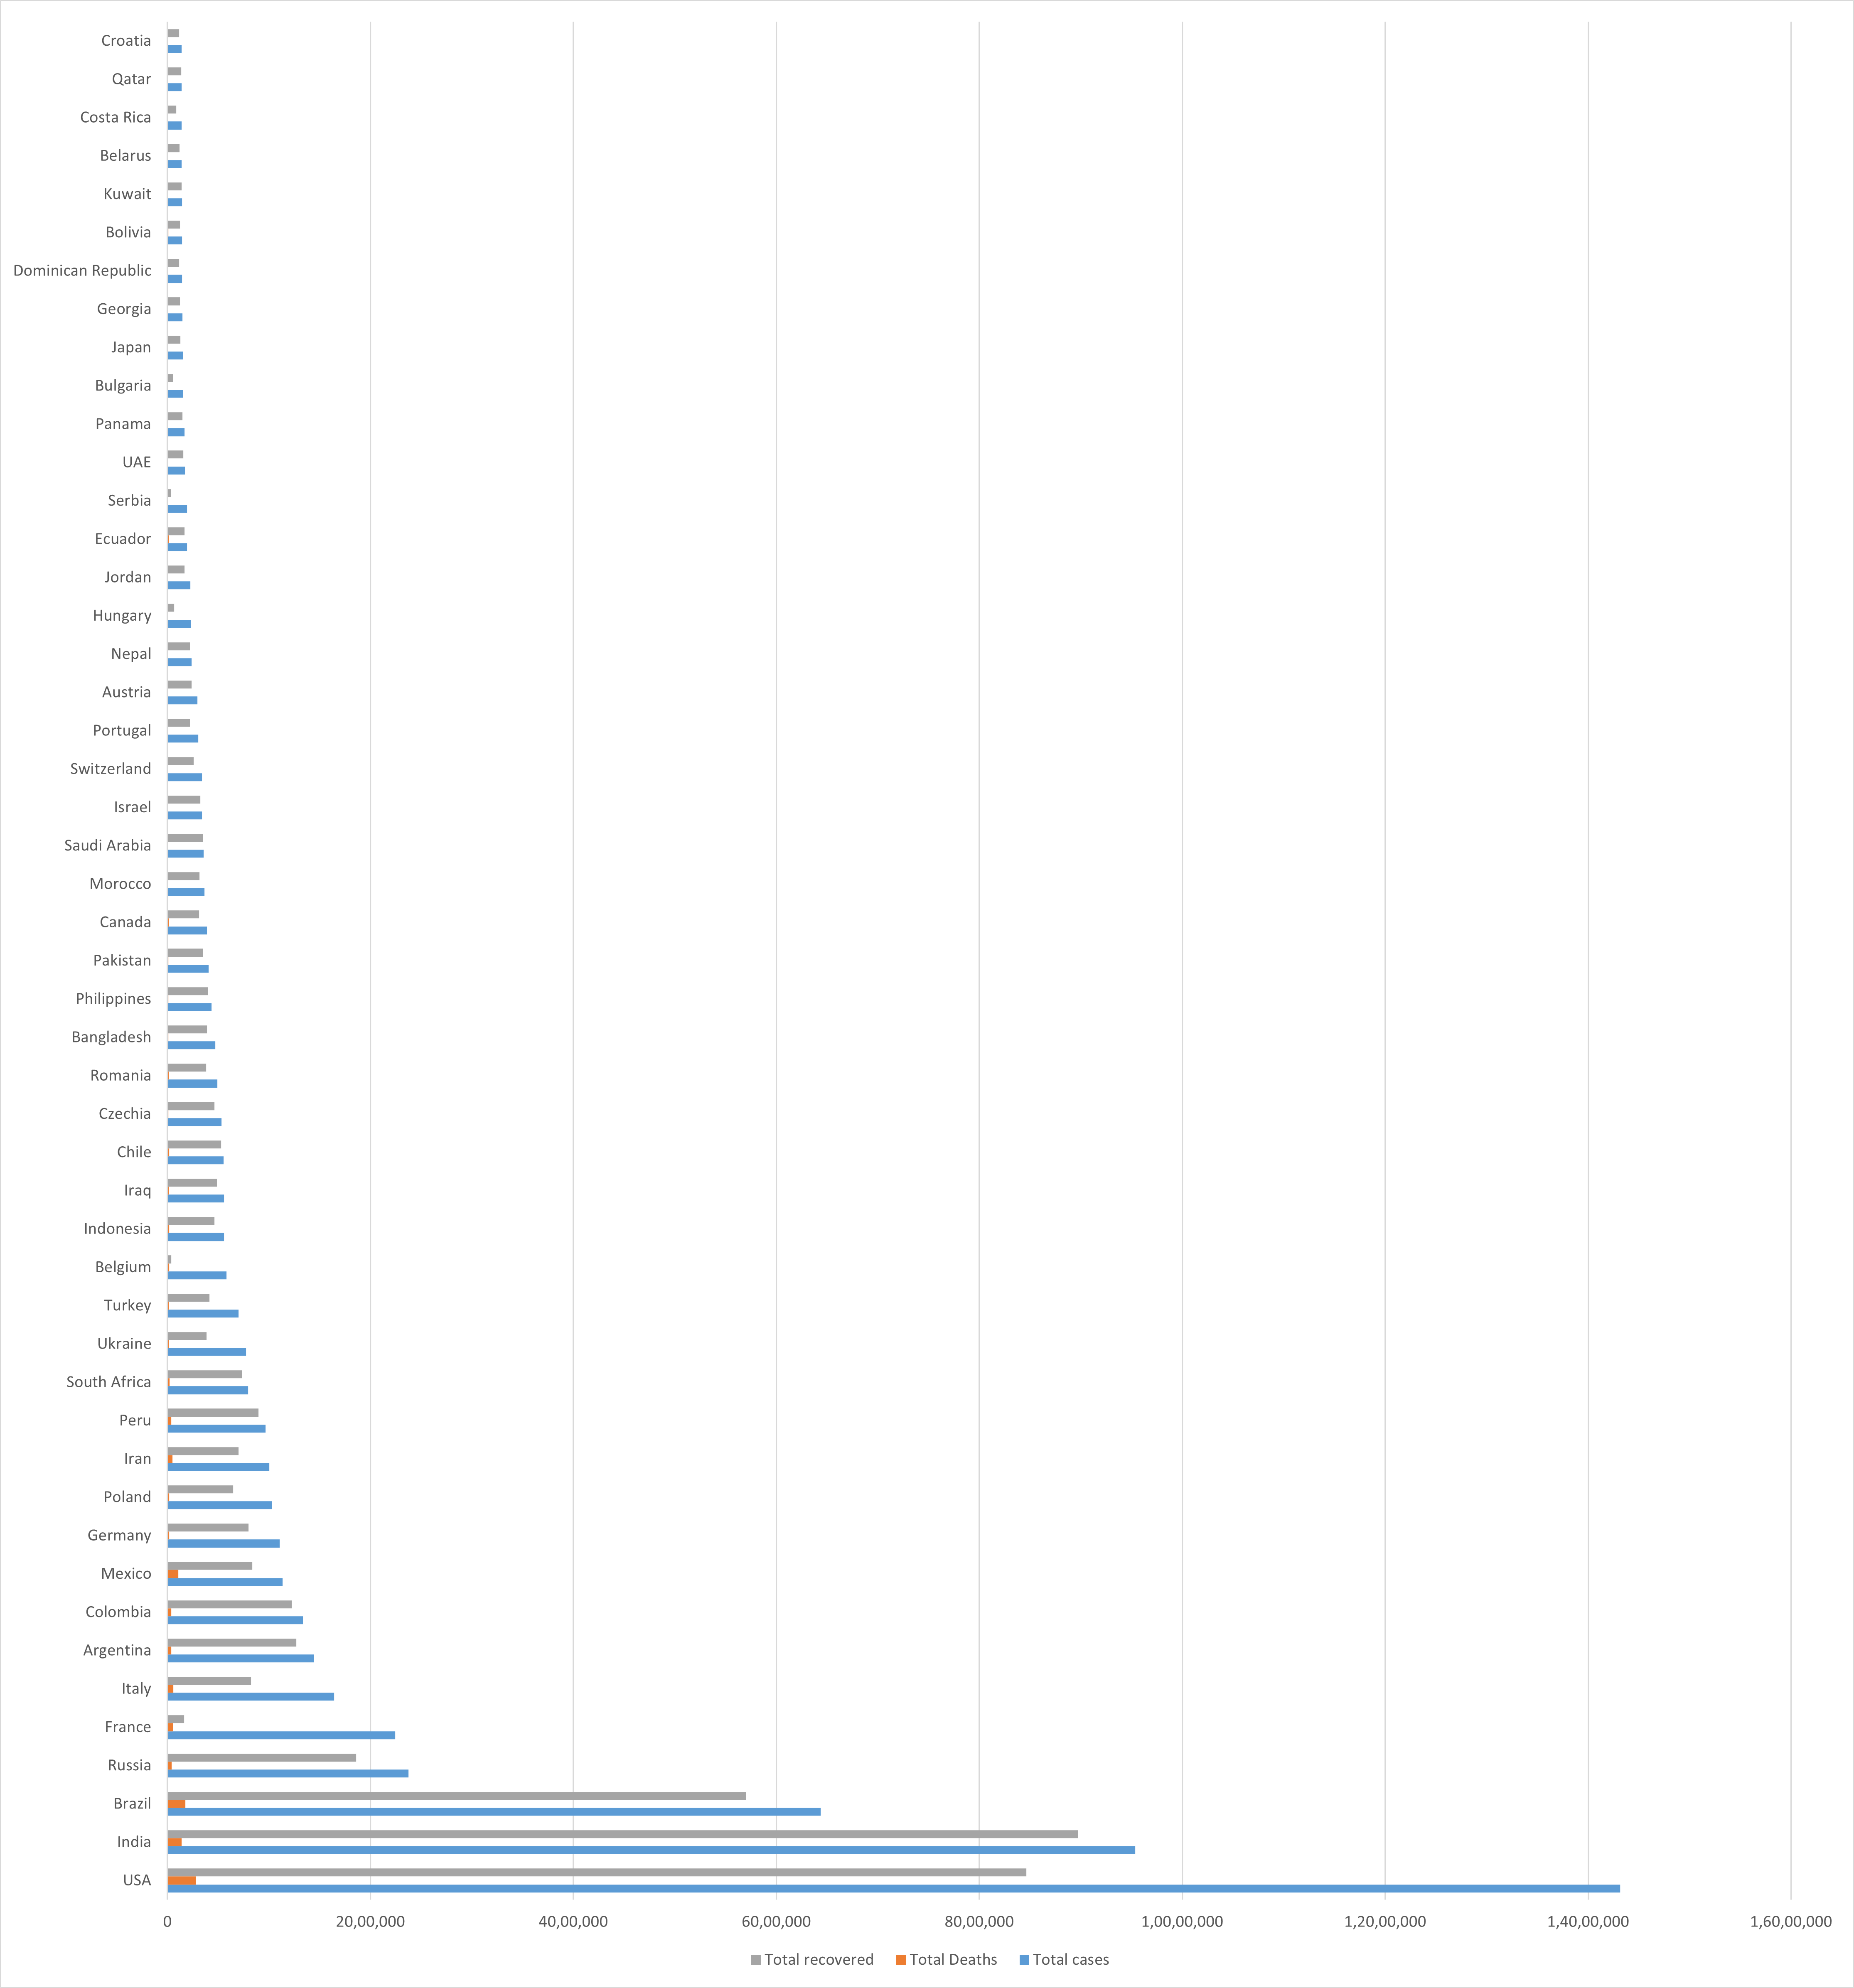 Croatia
Qatar
Costa Rica
Belarus
Kuwait
Bolivia
Dominican Republic
Georgia
Japan
Bulgaria
Panama
UAE
Serbia
Ecuador
Jordan
Hungary
Nepal
Austria
Portugal
Switzerland
Israel
Saudi Arabia
Morocco
Canada
Pakistan
Philippines
Bangladesh
Romania
Czechia
Chile
Iraq
Indonesia
Belgium
Turkey
Ukraine
South Africa
Peru
Iran
Poland
Germany
Mexico
Colombia
Argentina
Italy
France
Russia
Brazil
India
USA
0 20,00,000 40,00,000 60,00,000 80,00,000 1,00,00,000 1,20,00,000 1,40,00,000 1,60,00,000
Total recovered Total Deaths Total cases